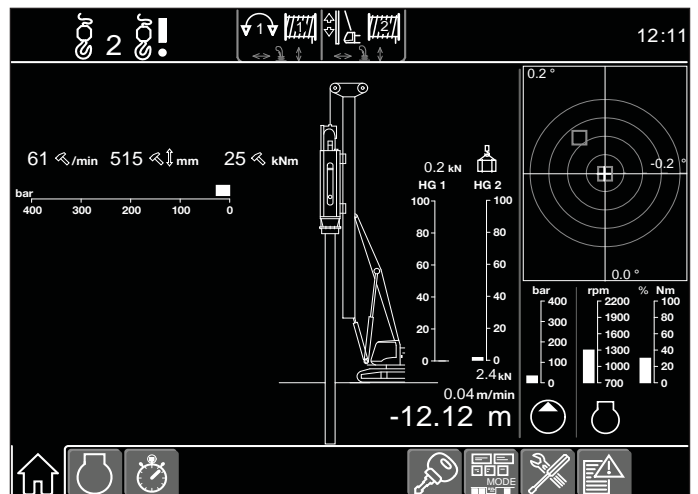 2 ! 1 1 2 12:11
0.2 °
61 /min 515 mm 25 kNm
-0.2 °
0.2 kN
HG 1 HG 2
bar
400 300 200 100 0
100 100
80 80
60 60
40 40
20 20
0 0
0.0 °
bar rpm % Nm
400 2200 100
300 1900 80
200 1600 60
100 1300 40
0 1000 20
700 0
2.4 kN
0.04 m/min
-12.12 m
MODE